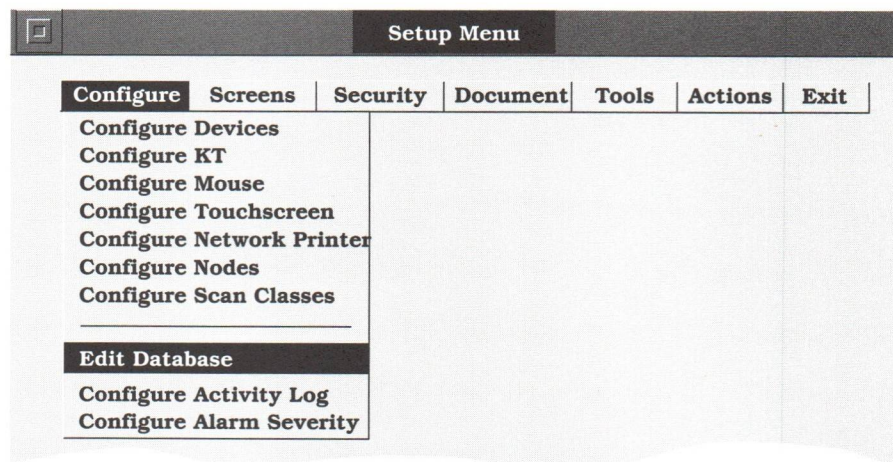 Setup Menu
Configure Screens Security Document Tools Actions Exit
Configure Devices
Configure KT
Configure Mouse
Configure Touchscreen
Configure Network Printer
Configure Nodes
Configure Scan Classes
Edit Database
Configure Activity Log
Configure Alarm Severity